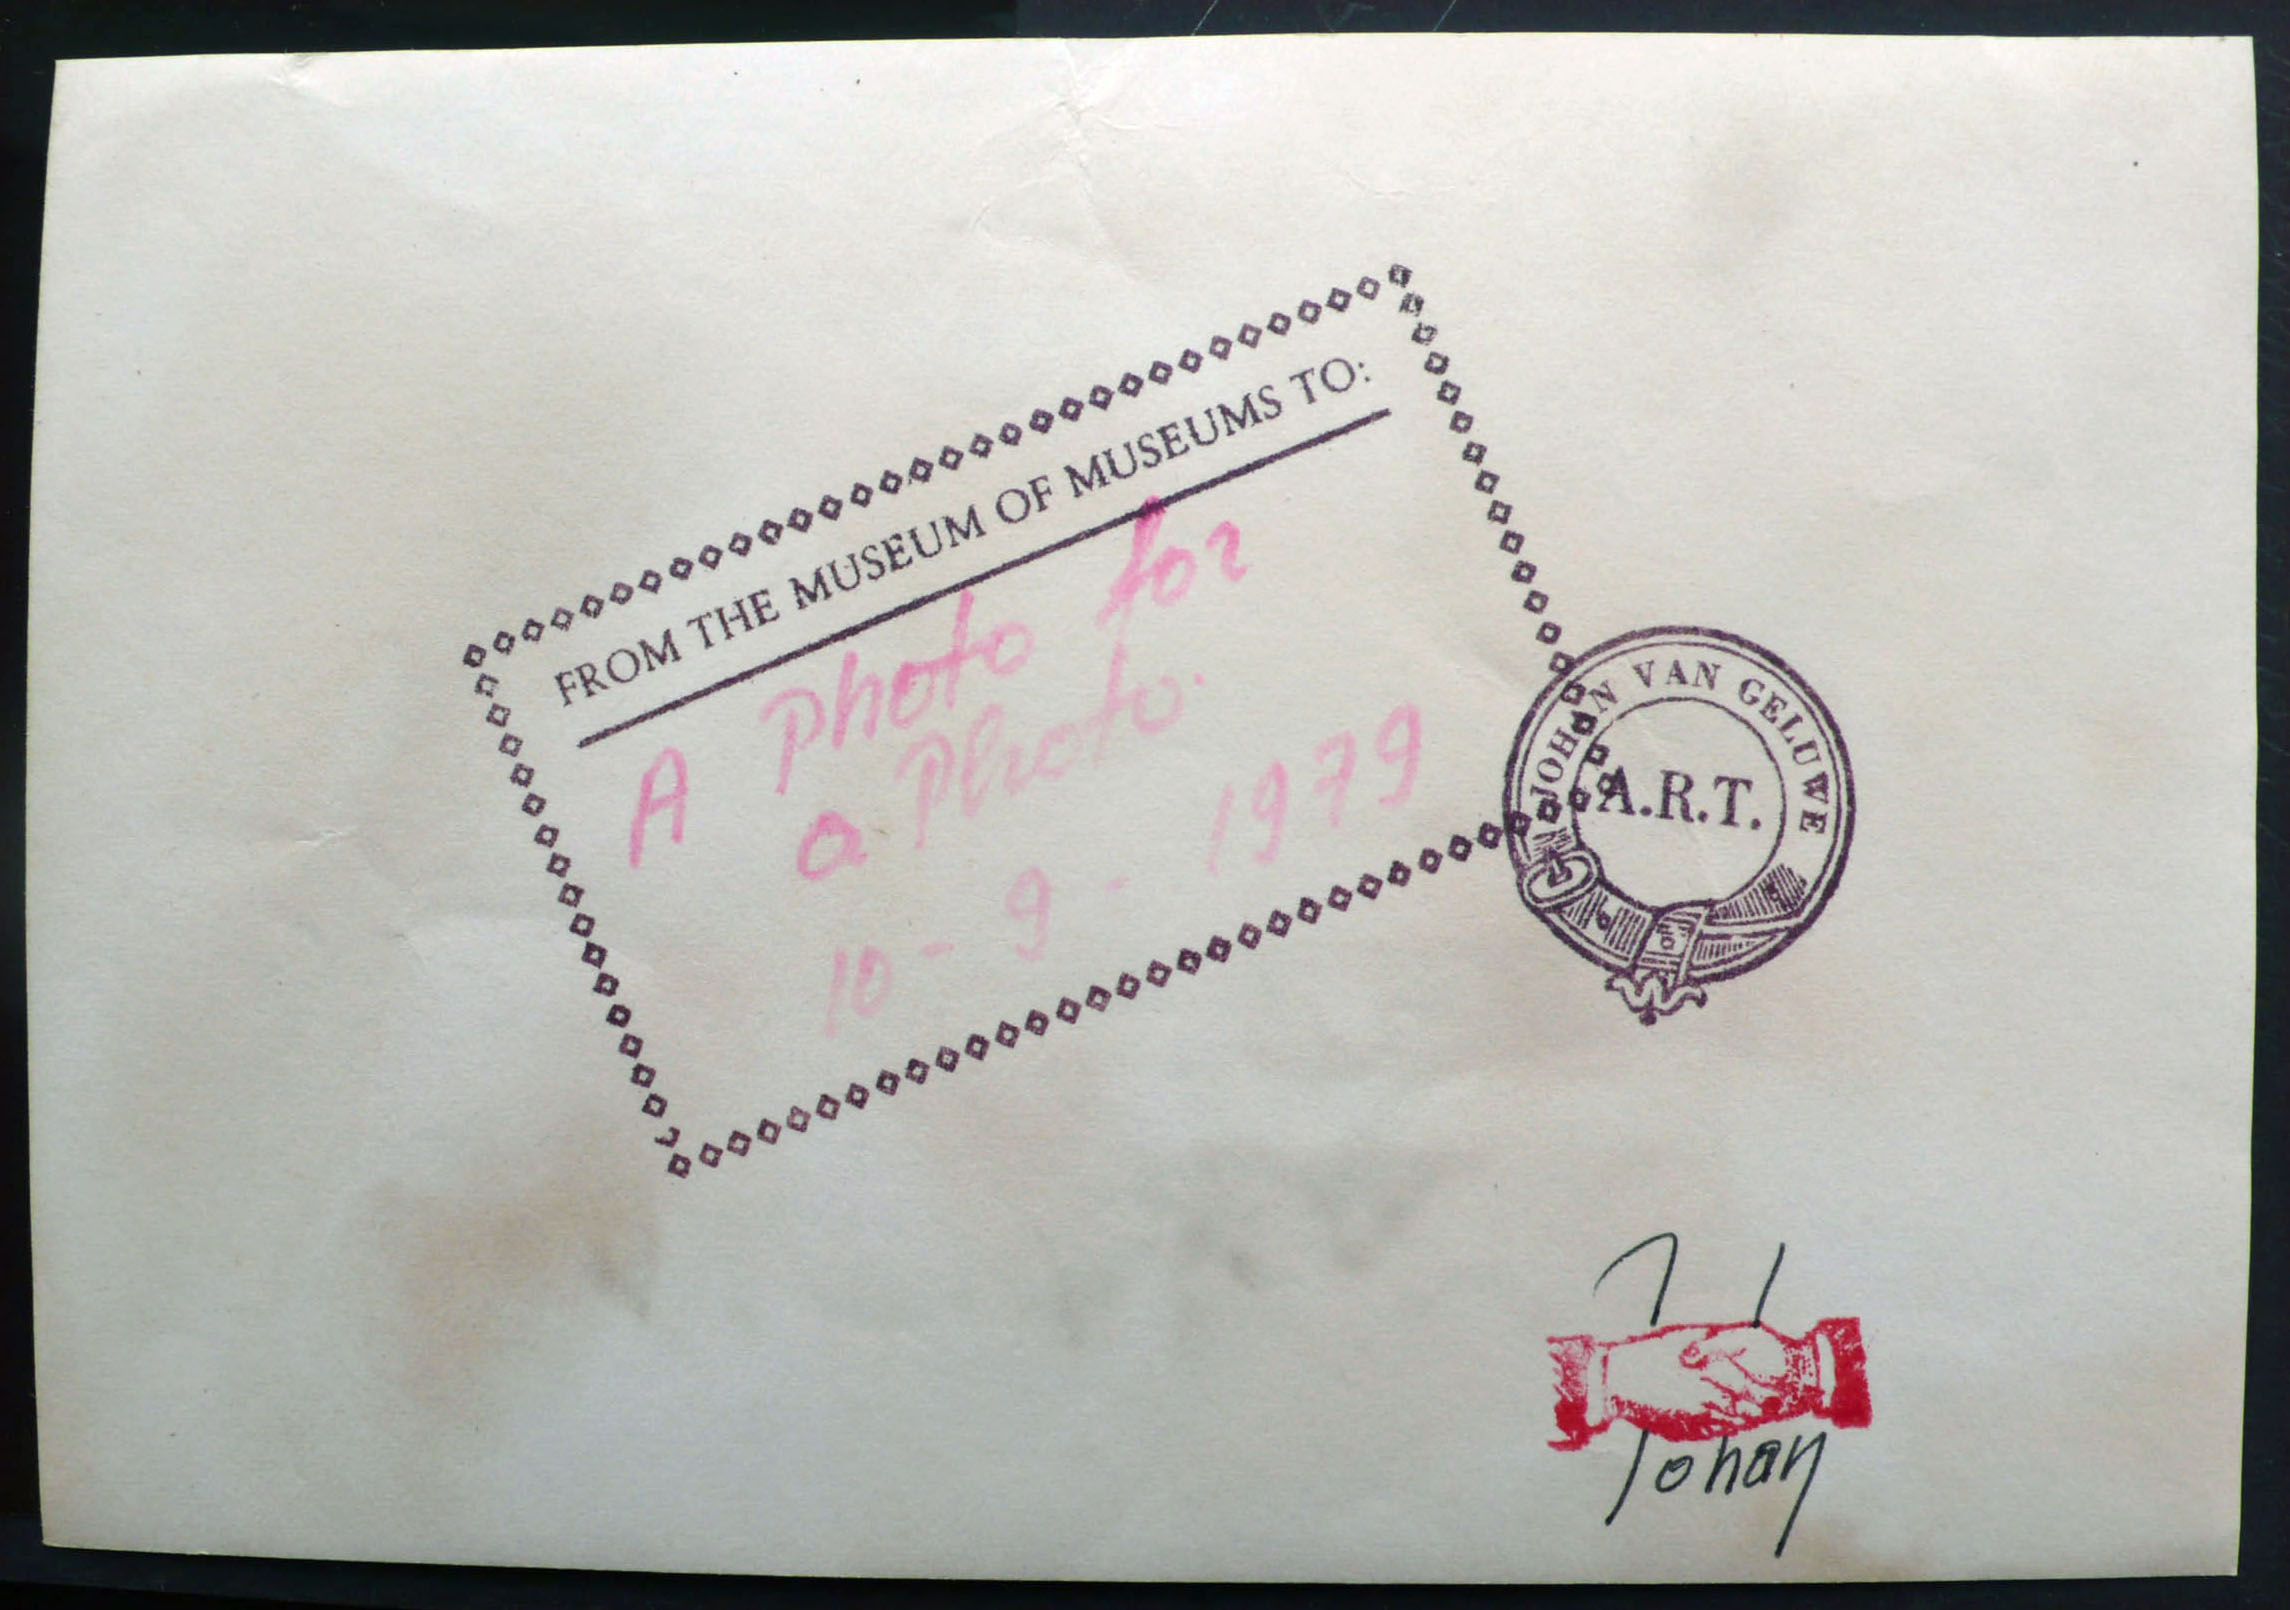 FROM THE MUSEUM OF MUSEUMS TO:
A Photo for
a Photo.
10 - 9 - 1979
JOHAN VAN GELUWE
A.R.T.
Johan